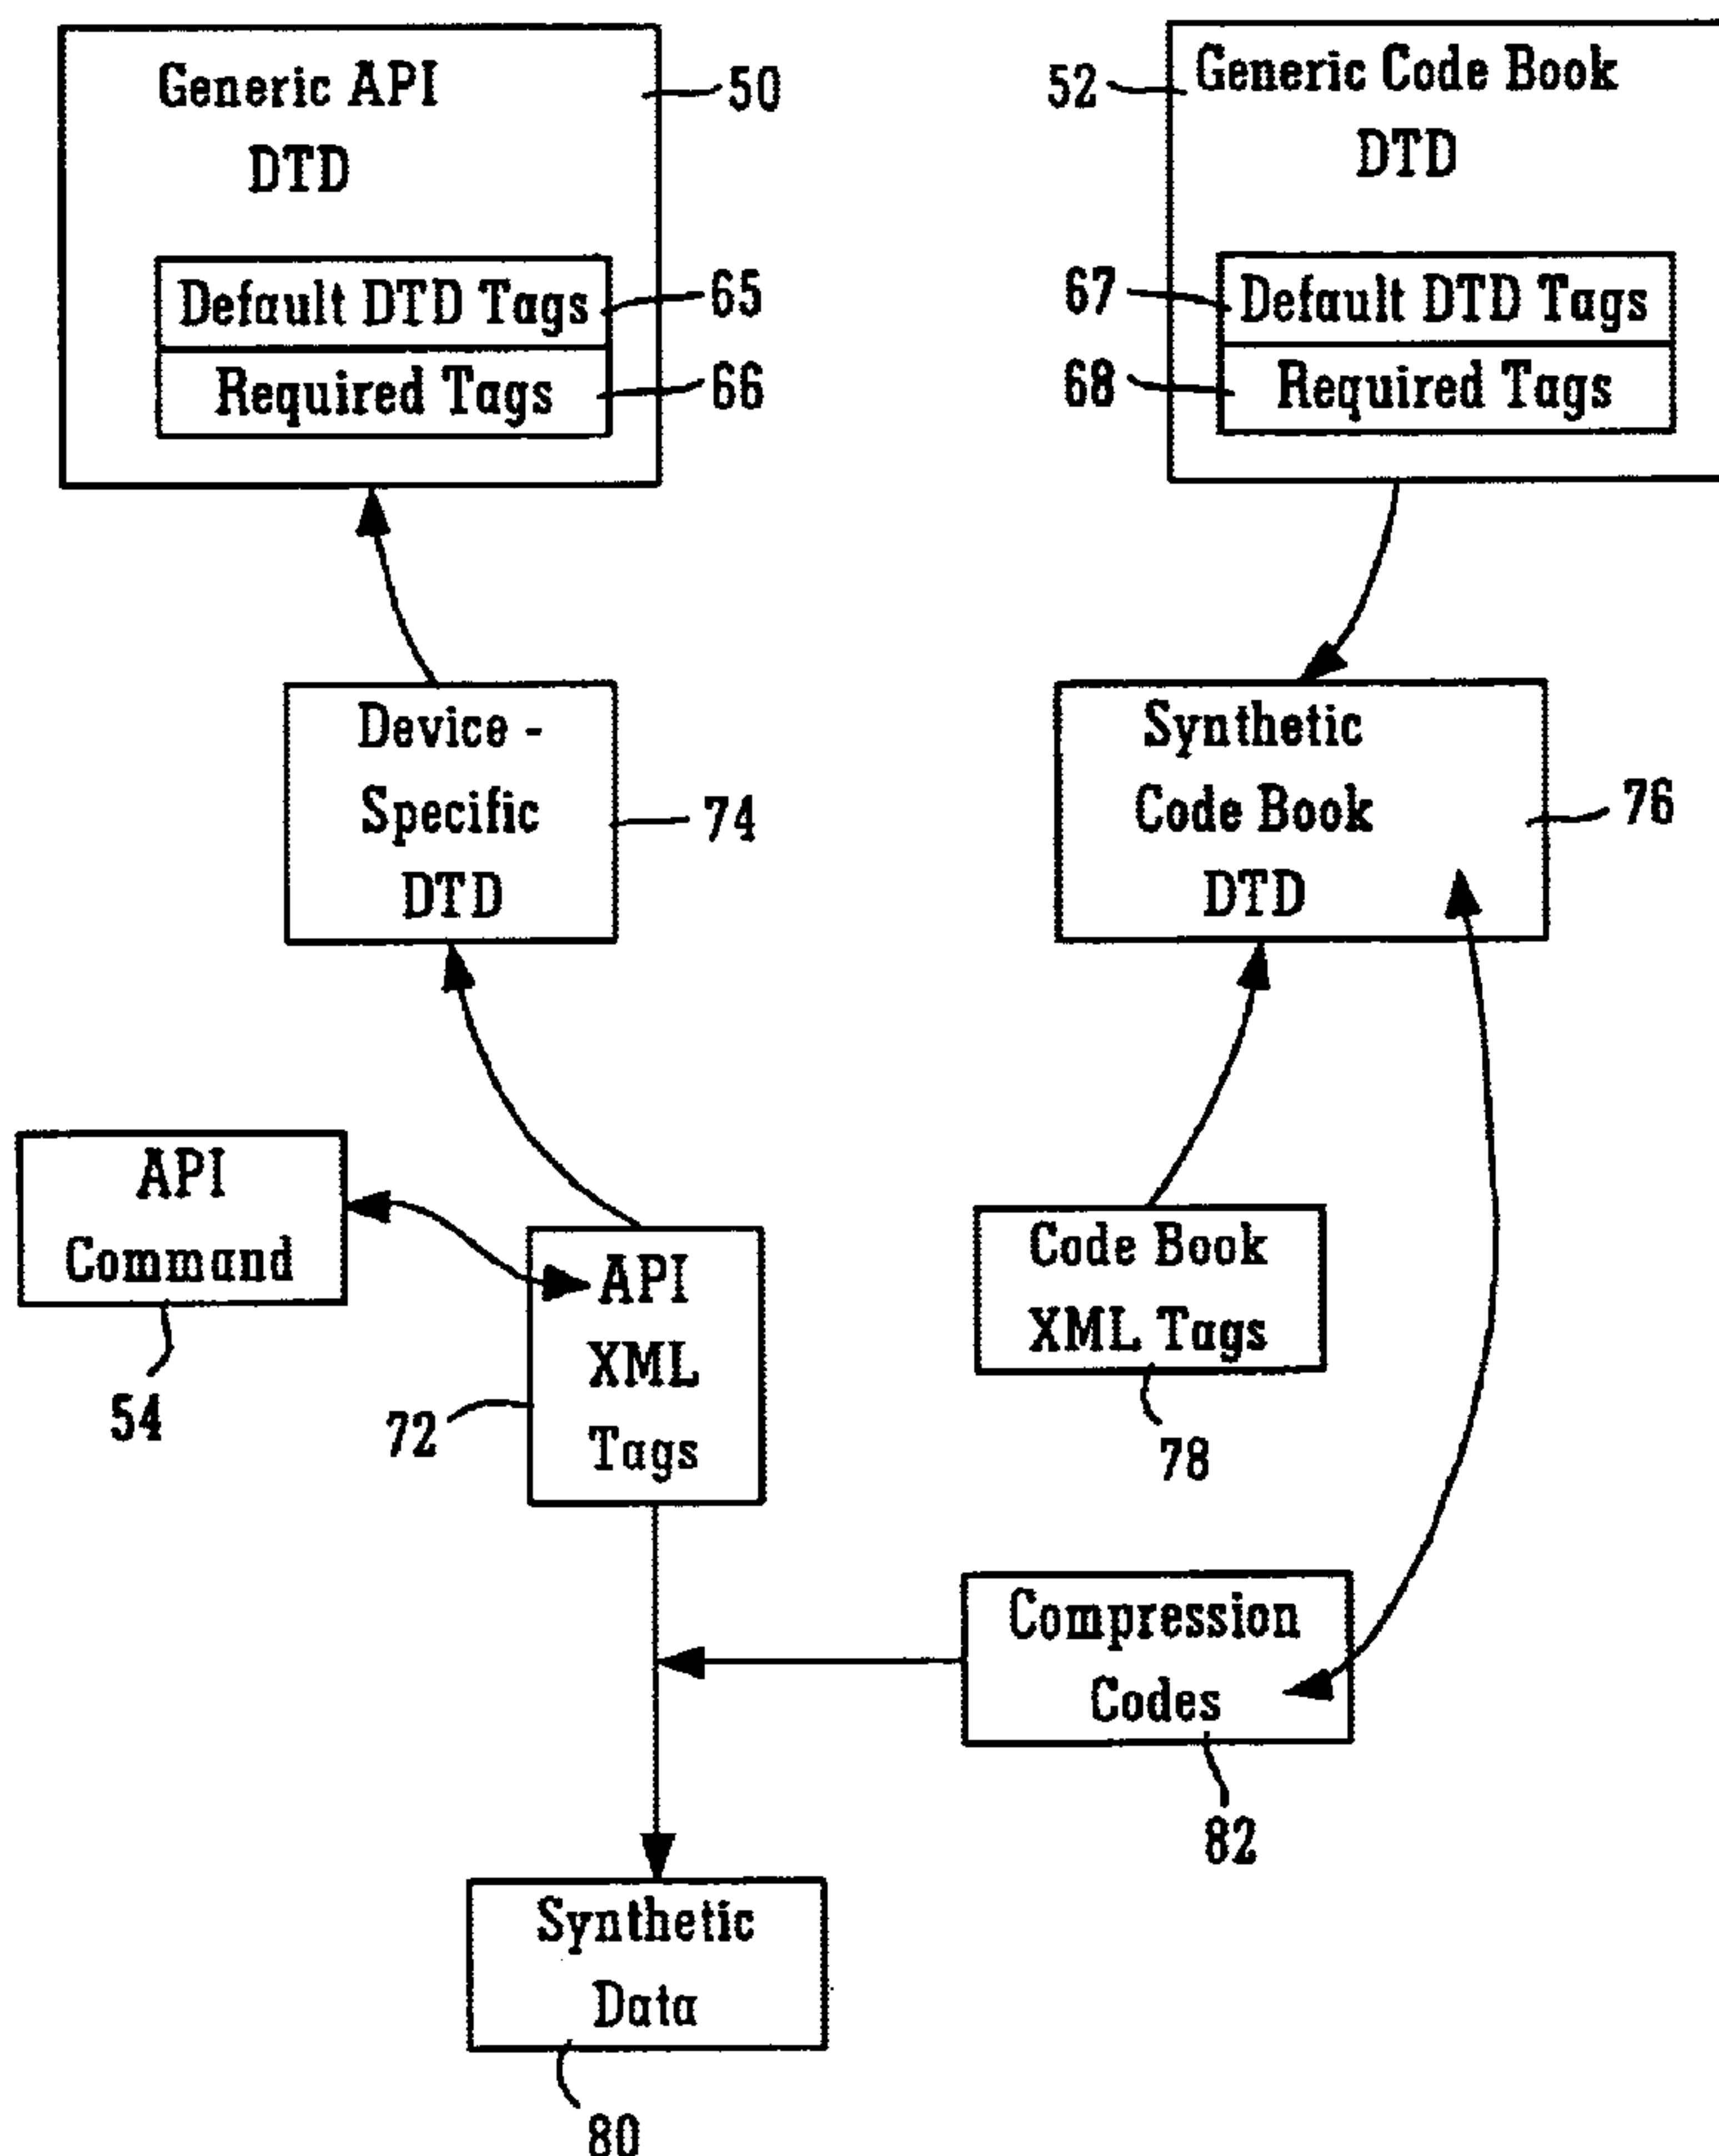 Generic API
DTD
50
Default DTD Tags
65
Required Tags
66
52
Generic Code Book
DTD
67
Default DTD Tags
68
Required Tags
Device -
Specific
DTD
74
Synthetic
Code Book
DTD
76
API
Command
54
API
XML
Tags
72
Code Book
XML Tags
78
Compression
Codes
82
Synthetic
Data
80